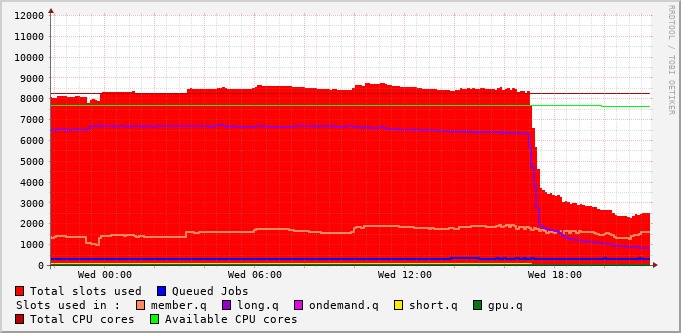 RRDTOOL / TOBI OETIKER
12000
11000
10000
9000
8000
7000
6000
5000
4000
3000
2000
1000
0
Wed 00:00 Wed 06:00 Wed 12:00 Wed 18:00
Total slots used Queued Jobs
Slots used in : member.q long.q ondemand.q short.q gpu.q
Total CPU cores Available CPU cores